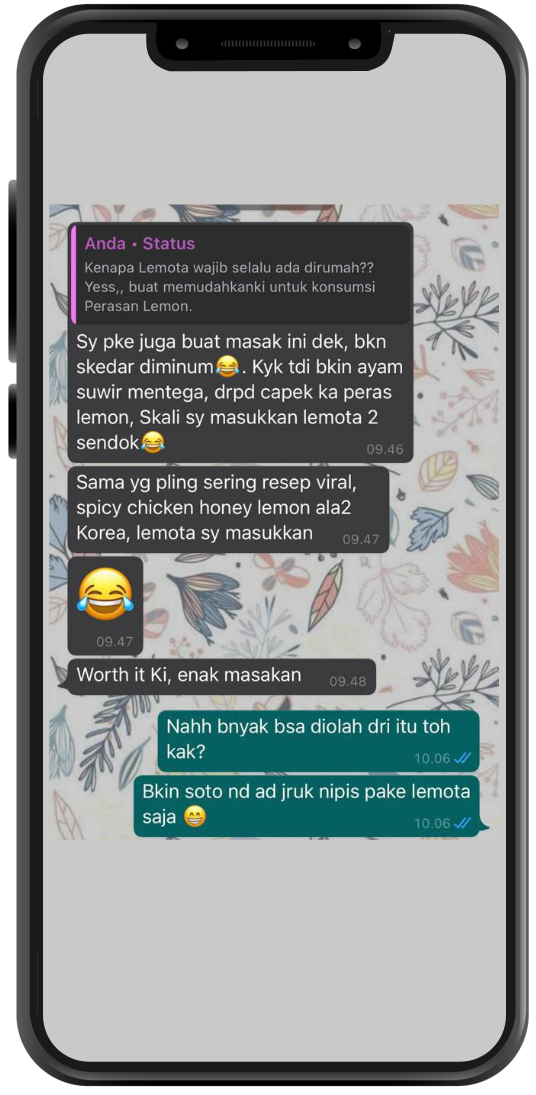 Anda • Status
Kenapa Lemota wajib selalu ada dirumah??
Yess,, buat memudahkanki untuk konsumsi
Perasan Lemon.
Sy pke juga buat masak ini dek, bkn
skedar diminum😂. Kyk tdi bkin ayam
suwir mentega, drpd capek ka peras
lemon, Skali sy masukkan lemota 2
sendok😂
09.46
Sama yg pling sering resep viral,
spicy chicken honey lemon ala2
Korea, lemota sy masukkan
09.47
😂
09.47
Worth it Ki, enak masakan
09.48
Nahh bnyak bsa diolah dri itu toh
kak?
10.06
Bkin soto nd ad jruk nipis pake lemota
saja 😁
10.06